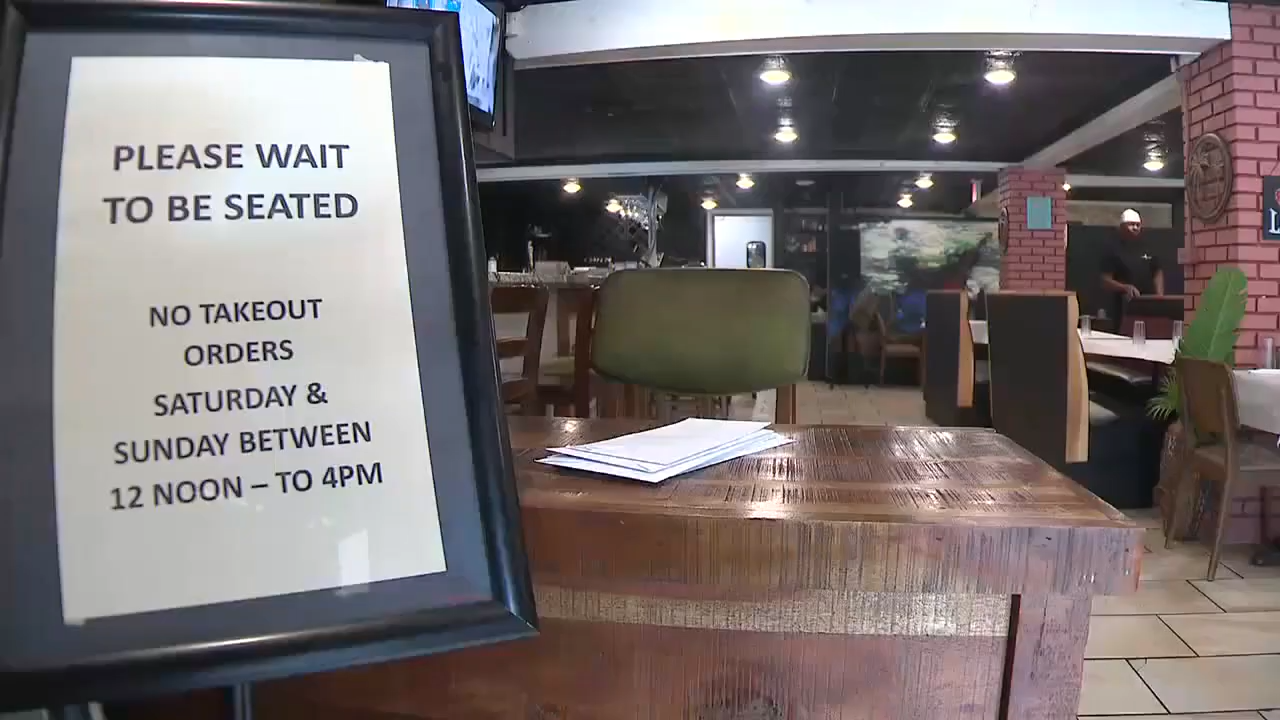 PLEASE WAIT
TO BE SEATED
NO TAKEOUT
ORDERS
SATURDAY &
SUNDAY BETWEEN
12 NOON – TO 4PM